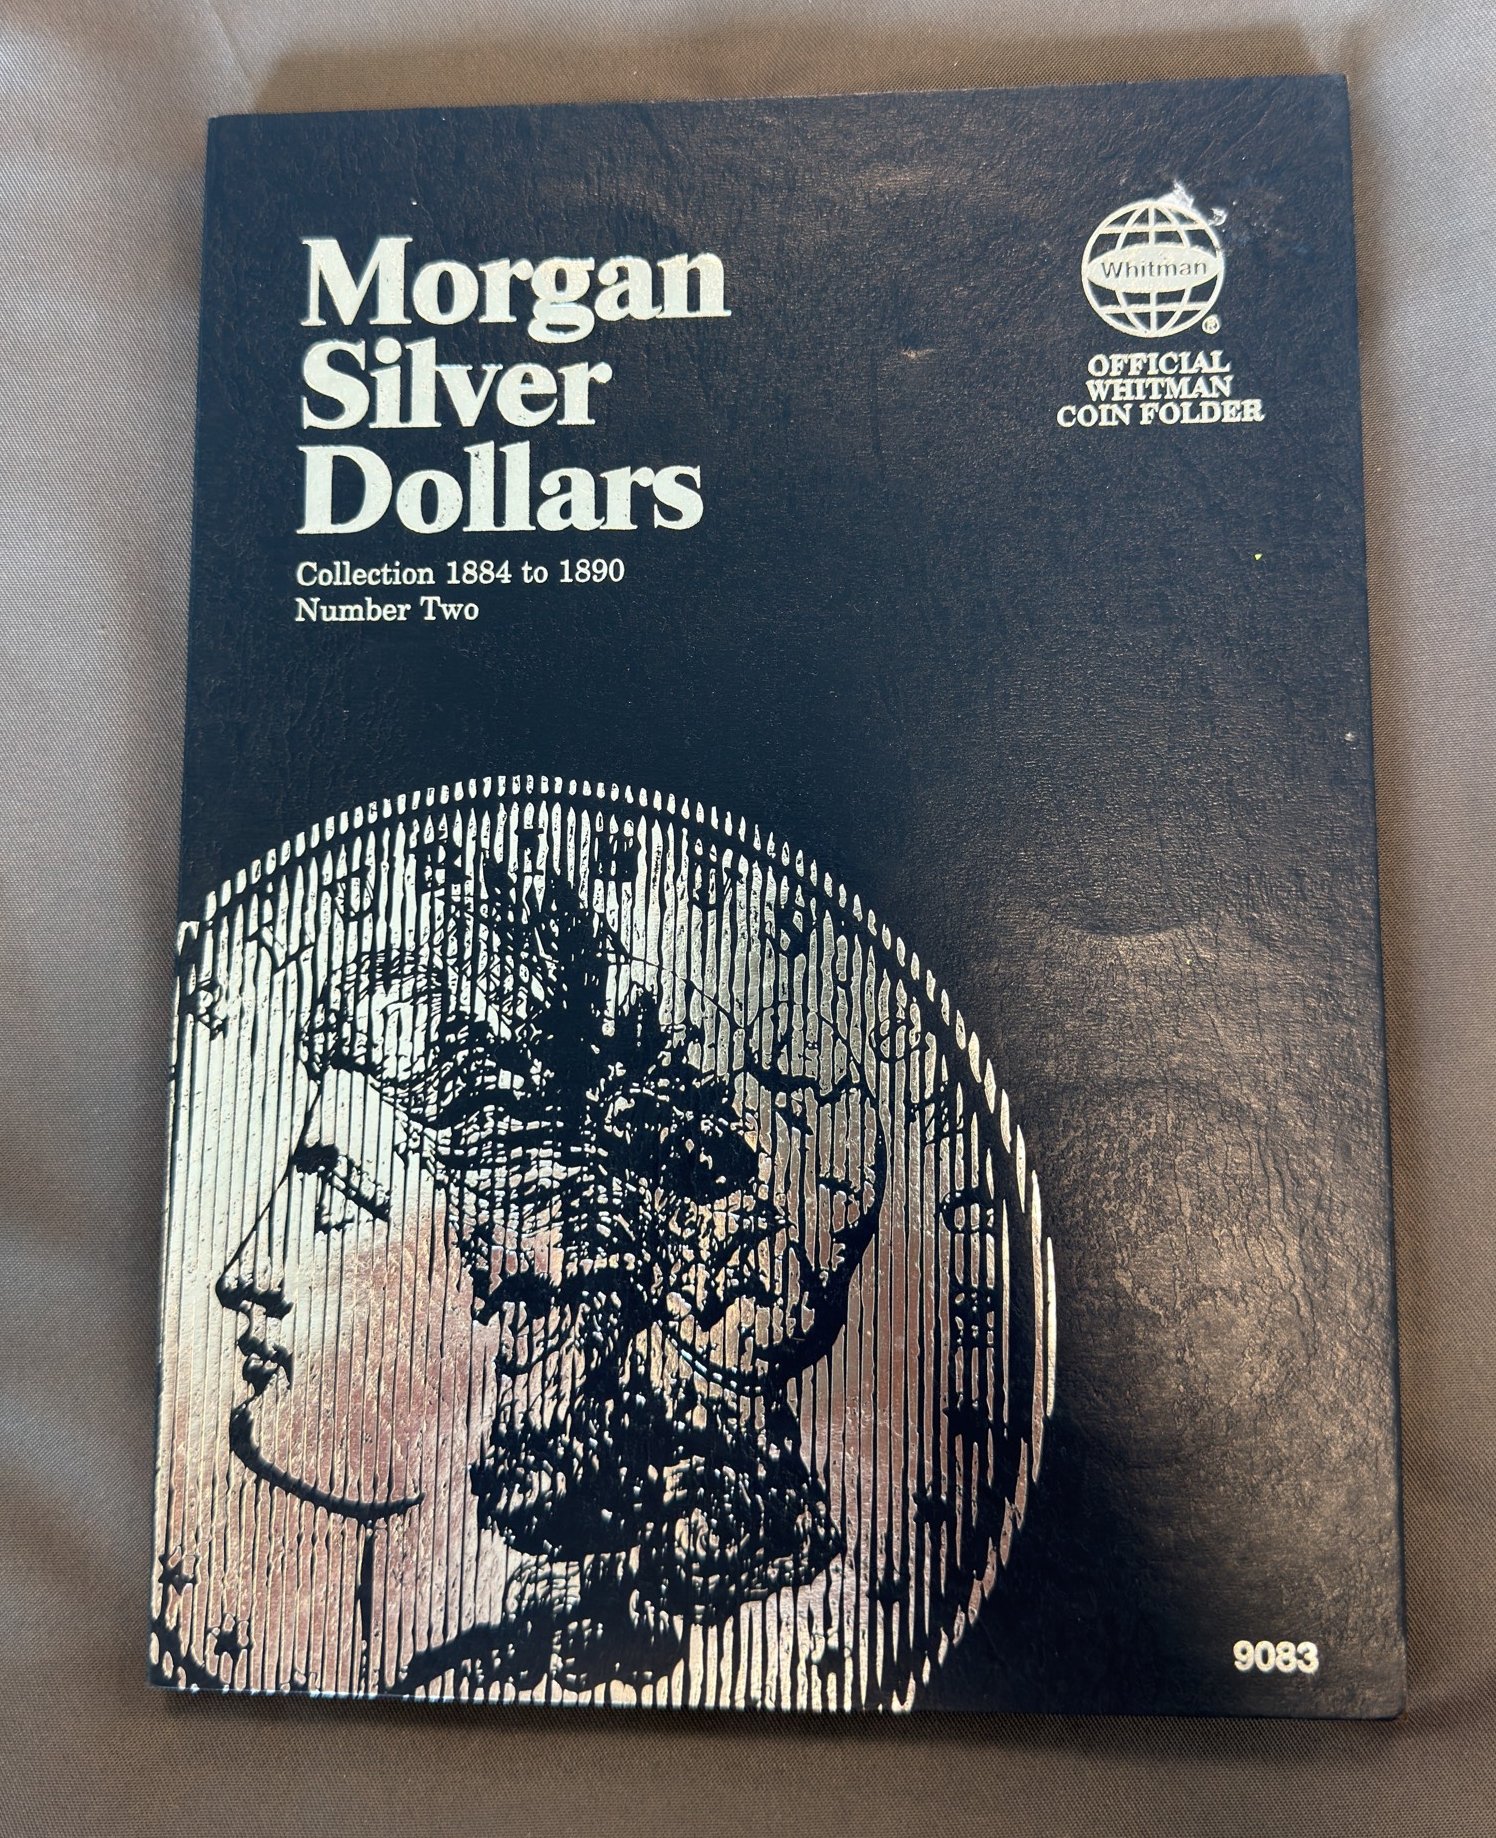 Morgan
Silver
Dollars
Collection 1884 to 1890
Number Two
Whitman
®
OFFICIAL
WHITMAN
COIN FOLDER
9083